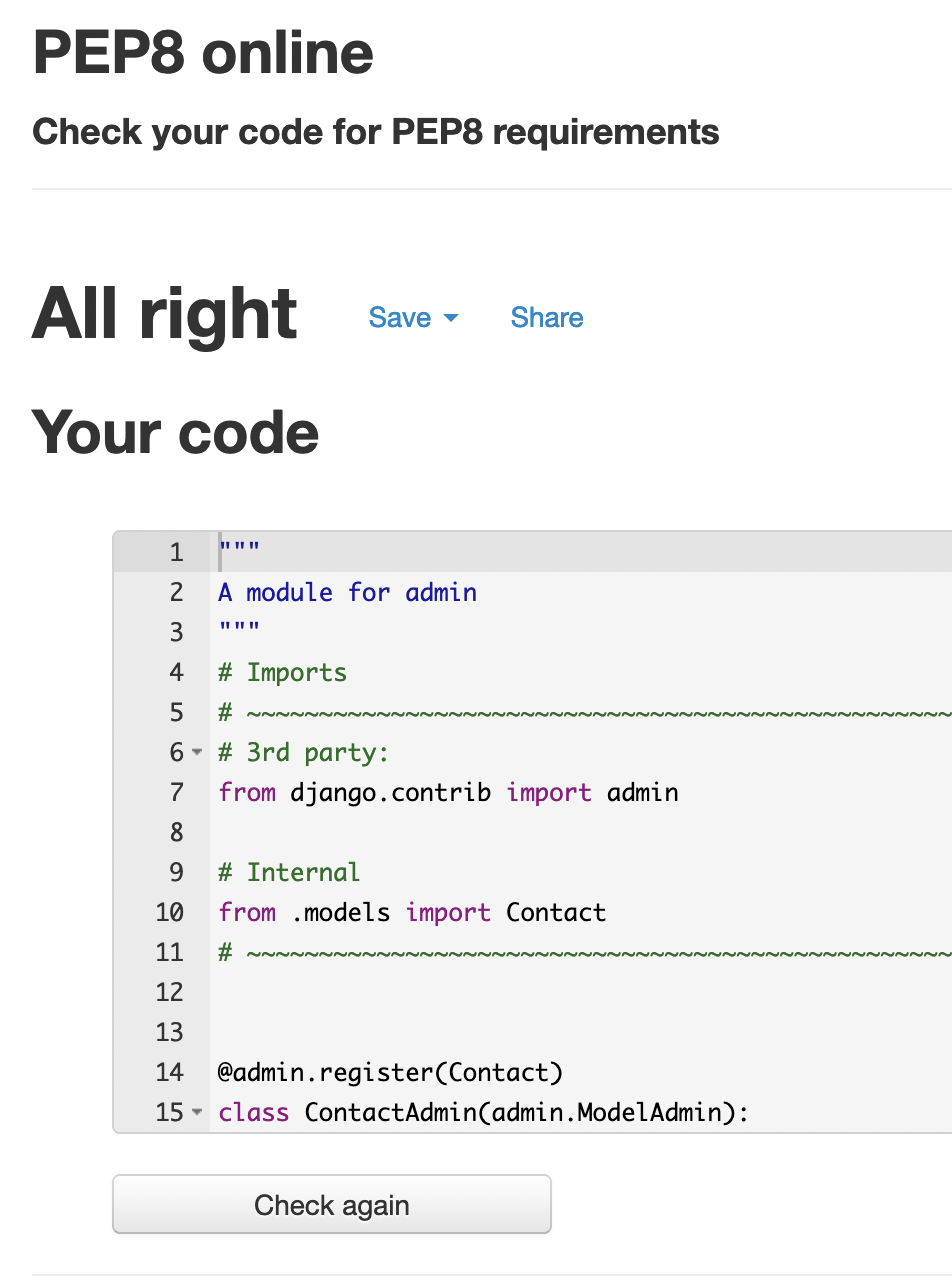 PEP8 online
Check your code for PEP8 requirements
All right Save Share
Your code
1 """
2 A module for admin
3 """
4 # Imports
5 # ~~~~~~~~~~~~~~~~~~~~~~~~~~~~~~~~~~~~~~~~~~~~~~~~~
6 # 3rd party:
7 from django.contrib import admin
8
9 # Internal
10 from .models import Contact
11 # ~~~~~~~~~~~~~~~~~~~~~~~~~~~~~~~~~~~~~~~~~~~~~~~~~
12
13
14 @admin.register(Contact)
15 class ContactAdmin(admin.ModelAdmin):
Check again